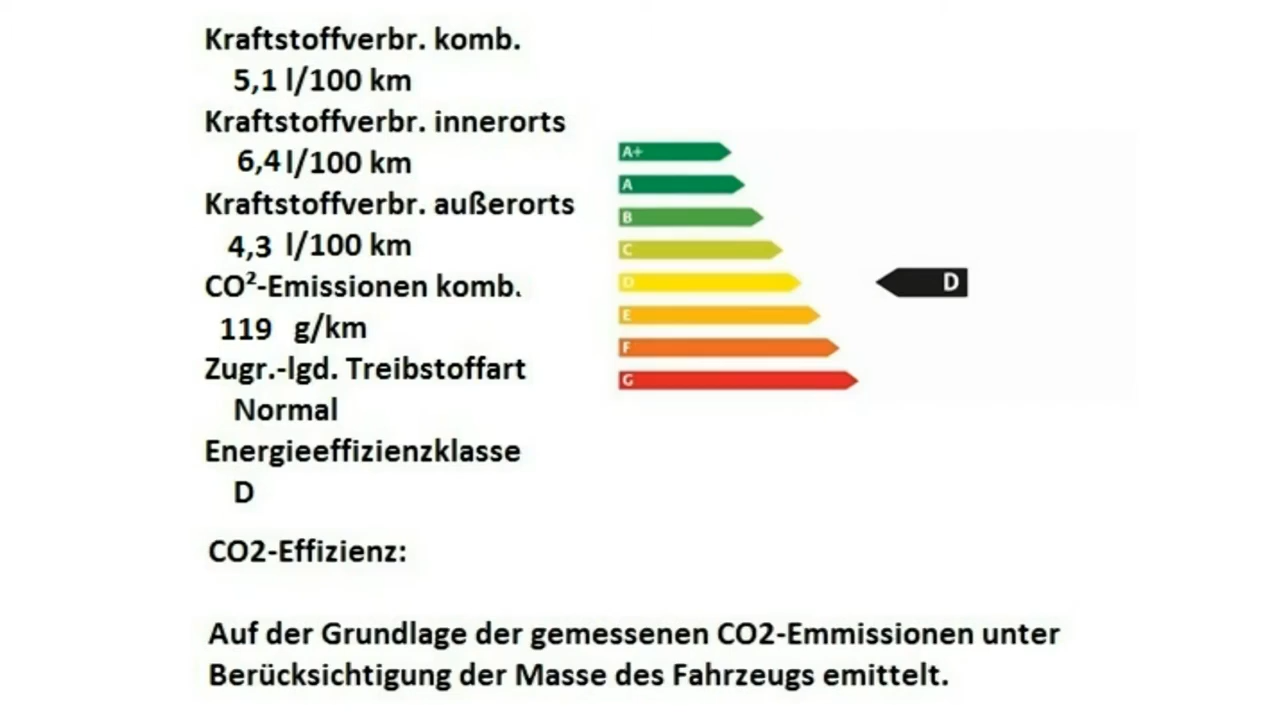 Kraftstoffverbr. komb.
5,1 l/100 km
Kraftstoffverbr. innerorts
6,4 l/100 km
Kraftstoffverbr. außerorts
4,3 l/100 km
CO²-Emissionen komb.
119 g/km
Zugr.-lgd. Treibstoffart
Normal
Energieeffizienzklasse
D
A+
A
B
C
D
D
E
F
G
CO2-Effizienz:
Auf der Grundlage der gemessenen CO2-Emmissionen unter
Berücksichtigung der Masse des Fahrzeugs emittelt.